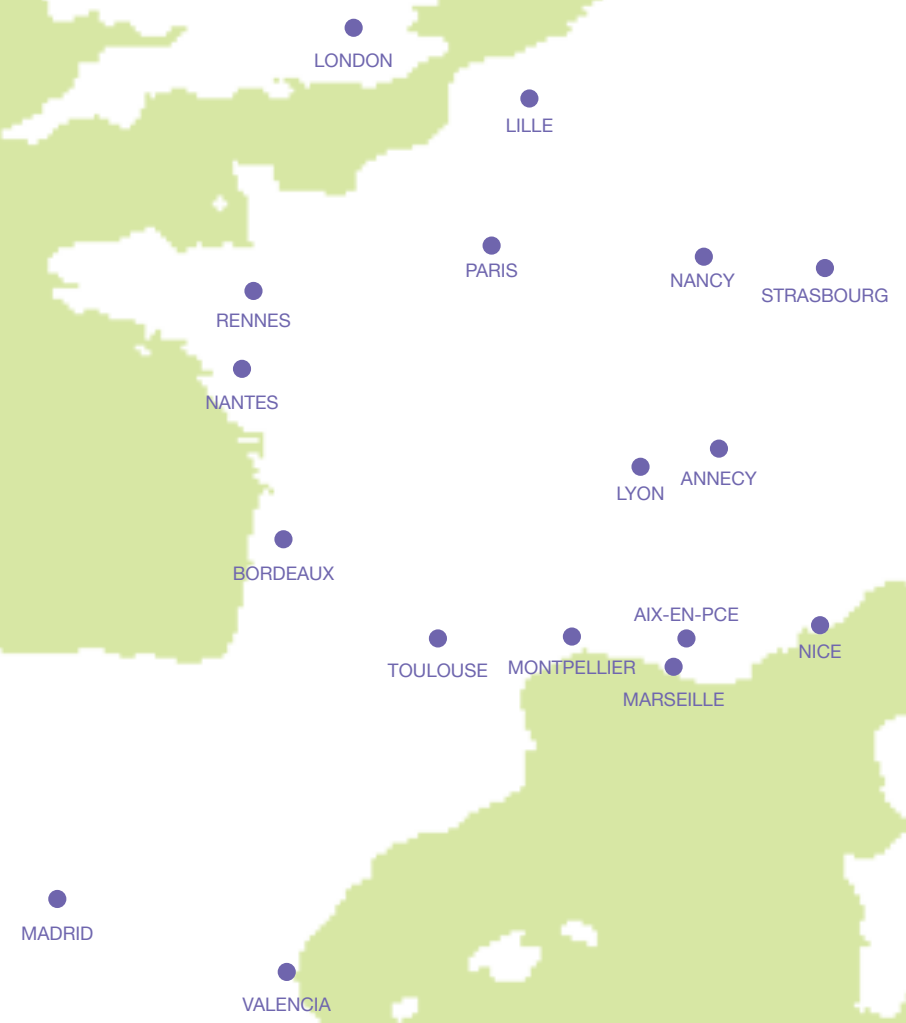 LONDON
LILLE
PARIS
NANCY
STRASBOURG
RENNES
NANTES
ANNECY
LYON
BORDEAUX
AIX-EN-PCE
NICE
TOULOUSE
MONTPELLIER
MARSEILLE
MADRID
VALENCIA